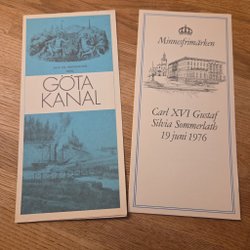 GÖTA
KANAL
Minnesfrimärken
Carl XVI Gustaf
Silvia Sommerlath
19 juni 1976